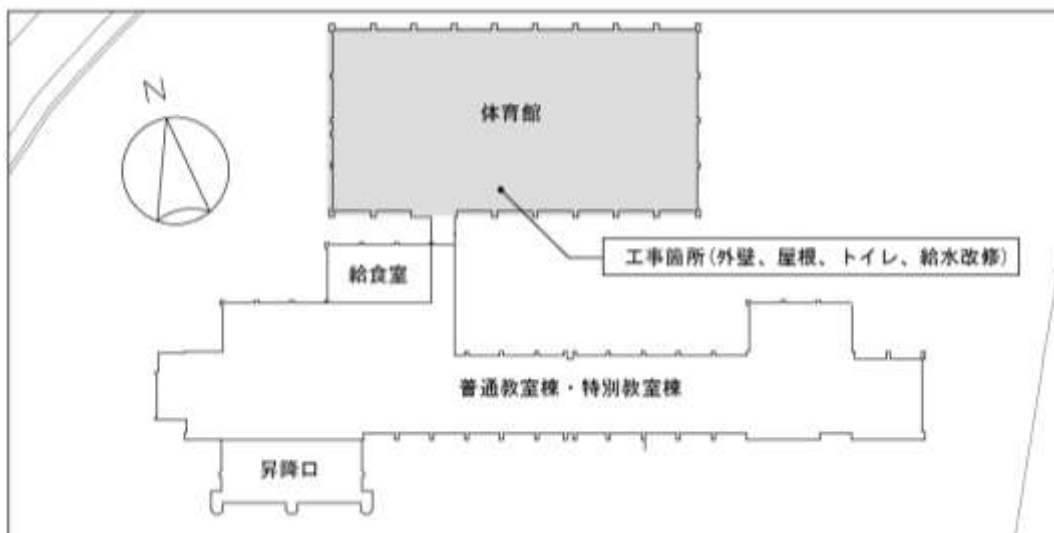 N
体育館
工事箇所(外壁、屋根、トイレ、給水改修)
給食室
普通教室棟・特別教室棟
昇降口